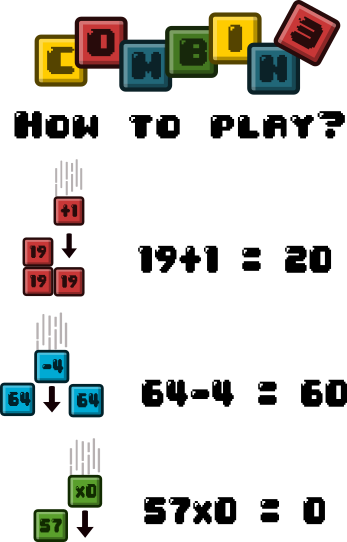 COMBIN3
How to play?
+1
19
19 19
19+1 = 20
-4
64 64
64-4 = 60
x0
57
57x0 = 0